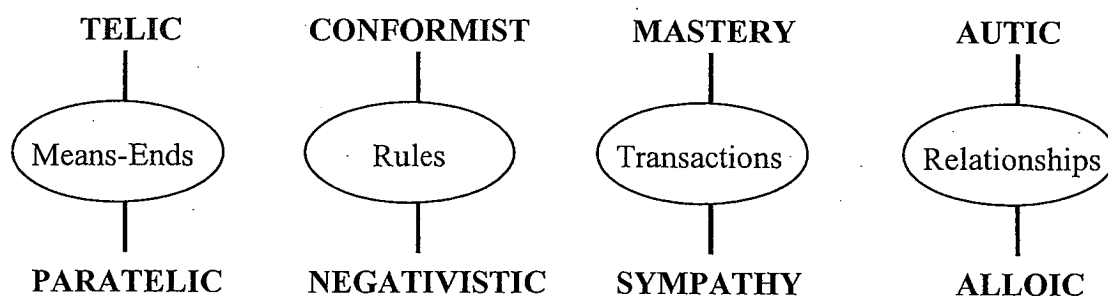 TELIC CONFORMIST MASTERY AUTIC
Means-Ends Rules Transactions Relationships
PARATELIC NEGATIVISTIC SYMPATHY ALLOIC